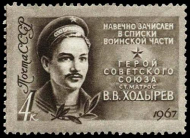 Почта СССР
НАВЕЧНО ЗАЧИСЛЕН
В СПИСКИ
ВОИНСКОЙ ЧАСТИ
ГЕРОЙ
СОВЕТСКОГО
СОЮЗА
СТ. МАТРОС
В.В. ХОДЫРЕВ
4К
1967